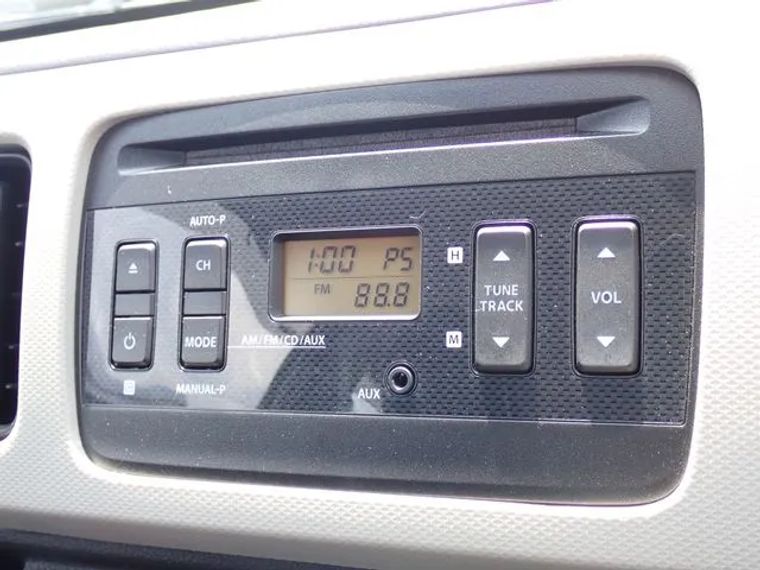 AUTO-P
CH
MODE
MANUAL-P
AM/FM/CD/AUX
1:00 PS
FM 88.8
AUX
H
M
TUNE
TRACK
VOL